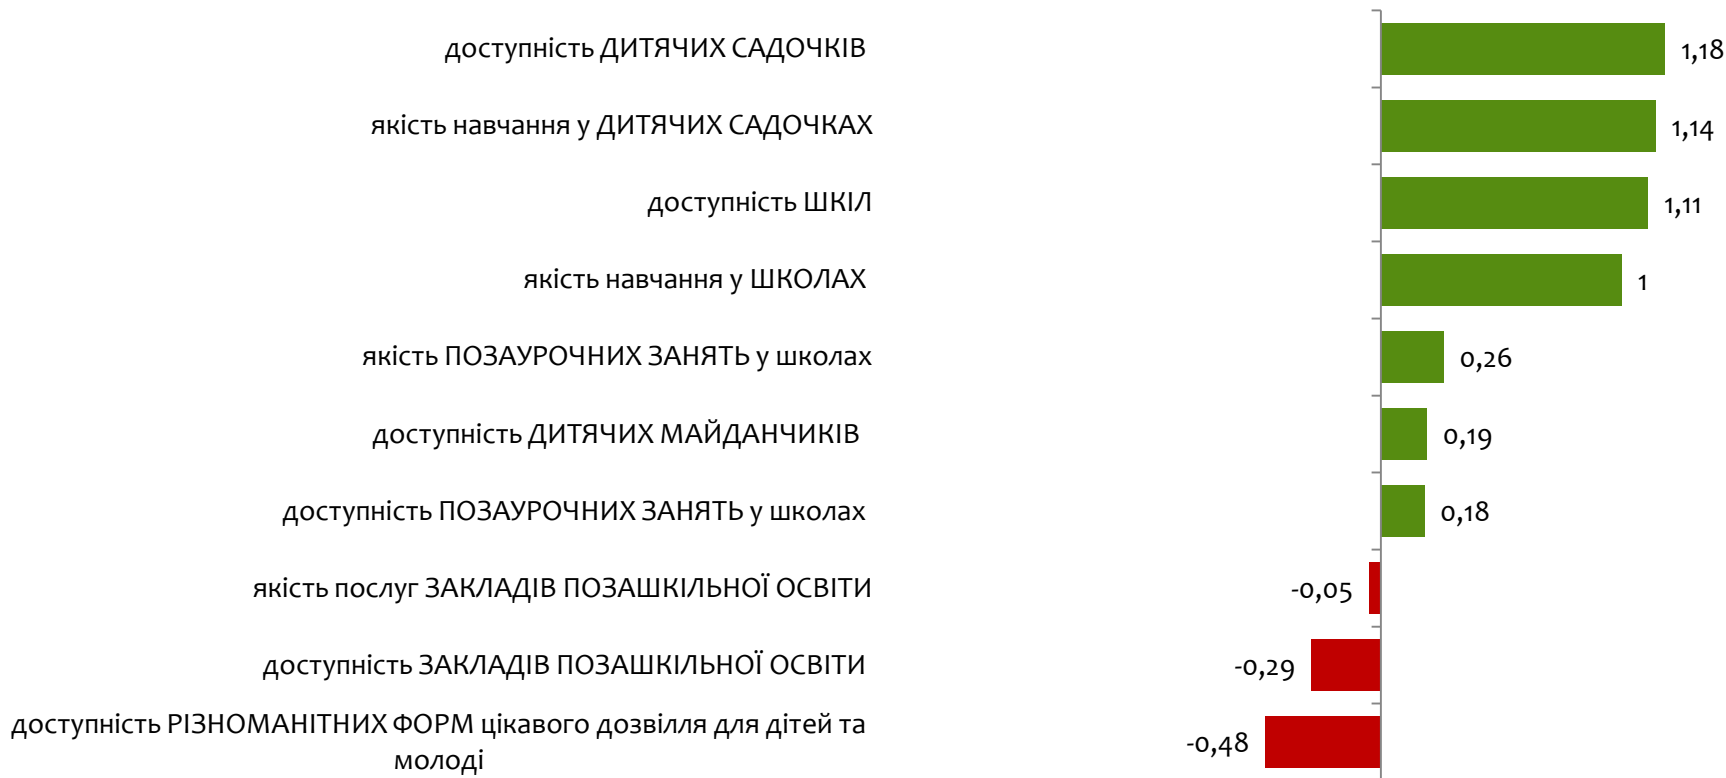 доступність ДИТЯЧИХ САДОЧКІВ 1,18
якість навчання у ДИТЯЧИХ САДОЧКАХ 1,14
доступність ШКІЛ 1,11
якість навчання у ШКОЛАХ 1
якість ПОЗАУРОЧНИХ ЗАНЯТЬ у школах 0,26
доступність ДИТЯЧИХ МАЙДАНЧИКІВ 0,19
доступність ПОЗАУРОЧНИХ ЗАНЯТЬ у школах 0,18
якість послуг ЗАКЛАДІВ ПОЗАШКІЛЬНОЇ ОСВІТИ -0,05
доступність ЗАКЛАДІВ ПОЗАШКІЛЬНОЇ ОСВІТИ -0,29
доступність РІЗНОМАНІТНИХ ФОРМ цікавого дозвілля для дітей та
молоді -0,48